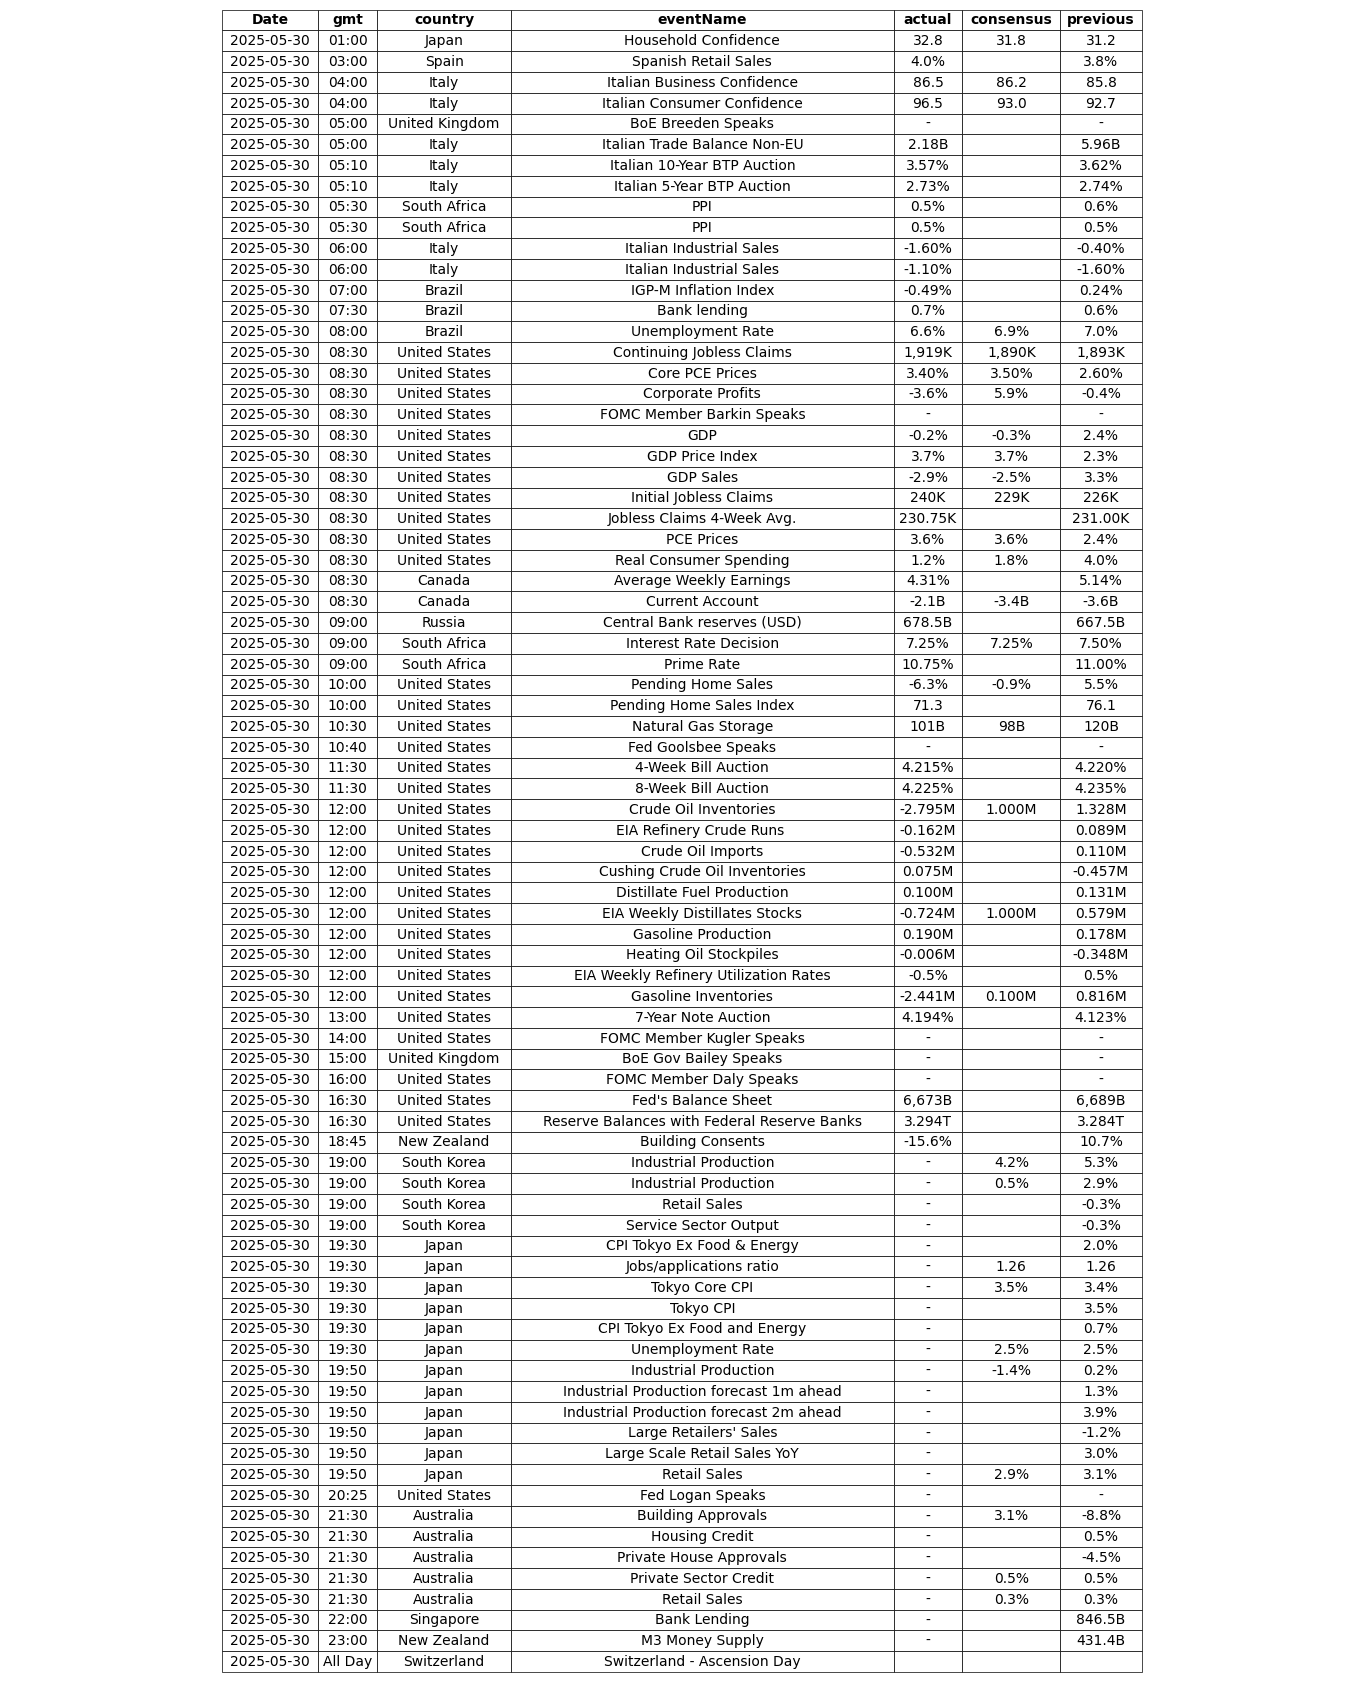 Date gmt country eventName actual consensus previous
2025-05-30 01:00 Japan Household Confidence 32.8 31.8 31.2
2025-05-30 03:00 Spain Spanish Retail Sales 4.0% 3.8%
2025-05-30 04:00 Italy Italian Business Confidence 86.5 86.2 85.8
2025-05-30 04:00 Italy Italian Consumer Confidence 96.5 93.0 92.7
2025-05-30 05:00 United Kingdom BoE Breeden Speaks - -
2025-05-30 05:00 Italy Italian Trade Balance Non-EU 2.18B 5.96B
2025-05-30 05:10 Italy Italian 10-Year BTP Auction 3.57% 3.62%
2025-05-30 05:10 Italy Italian 5-Year BTP Auction 2.73% 2.74%
2025-05-30 05:30 South Africa PPI 0.5% 0.6%
2025-05-30 05:30 South Africa PPI 0.5% 0.5%
2025-05-30 06:00 Italy Italian Industrial Sales -1.60% -0.40%
2025-05-30 06:00 Italy Italian Industrial Sales -1.10% -1.60%
2025-05-30 07:00 Brazil IGP-M Inflation Index -0.49% 0.24%
2025-05-30 07:30 Brazil Bank lending 0.7% 0.6%
2025-05-30 08:00 Brazil Unemployment Rate 6.6% 6.9% 7.0%
2025-05-30 08:30 United States Continuing Jobless Claims 1,919K 1,890K 1,893K
2025-05-30 08:30 United States Core PCE Prices 3.40% 3.50% 2.60%
2025-05-30 08:30 United States Corporate Profits -3.6% 5.9% -0.4%
2025-05-30 08:30 United States FOMC Member Barkin Speaks - -
2025-05-30 08:30 United States GDP -0.2% -0.3% 2.4%
2025-05-30 08:30 United States GDP Price Index 3.7% 3.7% 2.3%
2025-05-30 08:30 United States GDP Sales -2.9% -2.5% 3.3%
2025-05-30 08:30 United States Initial Jobless Claims 240K 229K 226K
2025-05-30 08:30 United States Jobless Claims 4-Week Avg. 230.75K 231.00K
2025-05-30 08:30 United States PCE Prices 3.6% 3.6% 2.4%
2025-05-30 08:30 United States Real Consumer Spending 1.2% 1.8% 4.0%
2025-05-30 08:30 Canada Average Weekly Earnings 4.31% 5.14%
2025-05-30 08:30 Canada Current Account -2.1B -3.4B -3.6B
2025-05-30 09:00 Russia Central Bank reserves (USD) 678.5B 667.5B
2025-05-30 09:00 South Africa Interest Rate Decision 7.25% 7.25% 7.50%
2025-05-30 09:00 South Africa Prime Rate 10.75% 11.00%
2025-05-30 10:00 United States Pending Home Sales -6.3% -0.9% 5.5%
2025-05-30 10:00 United States Pending Home Sales Index 71.3 76.1
2025-05-30 10:30 United States Natural Gas Storage 101B 98B 120B
2025-05-30 10:40 United States Fed Goolsbee Speaks - -
2025-05-30 11:30 United States 4-Week Bill Auction 4.215% 4.220%
2025-05-30 11:30 United States 8-Week Bill Auction 4.225% 4.235%
2025-05-30 12:00 United States Crude Oil Inventories -2.795M 1.000M 1.328M
2025-05-30 12:00 United States EIA Refinery Crude Runs -0.162M 0.089M
2025-05-30 12:00 United States Crude Oil Imports -0.532M 0.110M
2025-05-30 12:00 United States Cushing Crude Oil Inventories 0.075M -0.457M
2025-05-30 12:00 United States Distillate Fuel Production 0.100M 0.131M
2025-05-30 12:00 United States EIA Weekly Distillates Stocks -0.724M 1.000M 0.579M
2025-05-30 12:00 United States Gasoline Production 0.190M 0.178M
2025-05-30 12:00 United States Heating Oil Stockpiles -0.006M -0.348M
2025-05-30 12:00 United States EIA Weekly Refinery Utilization Rates -0.5% 0.5%
2025-05-30 12:00 United States Gasoline Inventories -2.441M 0.100M 0.816M
2025-05-30 13:00 United States 7-Year Note Auction 4.194% 4.123%
2025-05-30 14:00 United States FOMC Member Kugler Speaks - -
2025-05-30 15:00 United Kingdom BoE Gov Bailey Speaks - -
2025-05-30 16:00 United States FOMC Member Daly Speaks - -
2025-05-30 16:30 United States Fed's Balance Sheet 6,673B 6,689B
2025-05-30 16:30 United States Reserve Balances with Federal Reserve Banks 3.294T 3.284T
2025-05-30 18:45 New Zealand Building Consents -15.6% 10.7%
2025-05-30 19:00 South Korea Industrial Production - 4.2% 5.3%
2025-05-30 19:00 South Korea Industrial Production - 0.5% 2.9%
2025-05-30 19:00 South Korea Retail Sales - -0.3%
2025-05-30 19:00 South Korea Service Sector Output - -0.3%
2025-05-30 19:30 Japan CPI Tokyo Ex Food & Energy - 2.0%
2025-05-30 19:30 Japan Jobs/applications ratio - 1.26 1.26
2025-05-30 19:30 Japan Tokyo Core CPI - 3.5% 3.4%
2025-05-30 19:30 Japan Tokyo CPI - 3.5%
2025-05-30 19:30 Japan CPI Tokyo Ex Food and Energy - 0.7%
2025-05-30 19:30 Japan Unemployment Rate - 2.5% 2.5%
2025-05-30 19:50 Japan Industrial Production - -1.4% 0.2%
2025-05-30 19:50 Japan Industrial Production forecast 1m ahead - 1.3%
2025-05-30 19:50 Japan Industrial Production forecast 2m ahead - 3.9%
2025-05-30 19:50 Japan Large Retailers' Sales - -1.2%
2025-05-30 19:50 Japan Large Scale Retail Sales YoY - 3.0%
2025-05-30 19:50 Japan Retail Sales - 2.9% 3.1%
2025-05-30 20:25 United States Fed Logan Speaks - -
2025-05-30 21:30 Australia Building Approvals - 3.1% -8.8%
2025-05-30 21:30 Australia Housing Credit - 0.5%
2025-05-30 21:30 Australia Private House Approvals - -4.5%
2025-05-30 21:30 Australia Private Sector Credit - 0.5% 0.5%
2025-05-30 21:30 Australia Retail Sales - 0.3% 0.3%
2025-05-30 22:00 Singapore Bank Lending - 846.5B
2025-05-30 23:00 New Zealand M3 Money Supply - 431.4B
2025-05-30 All Day Switzerland Switzerland - Ascension Day